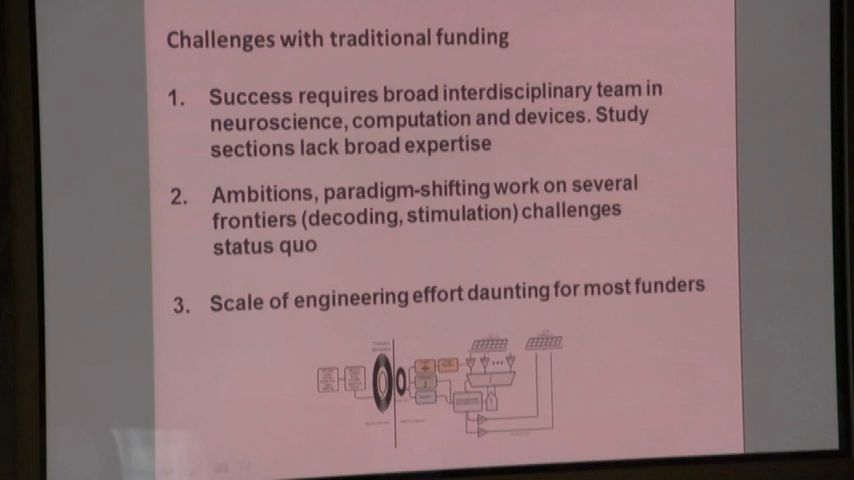 Challenges with traditional funding
1. Success requires broad interdisciplinary team in
neuroscience, computation and devices. Study
sections lack broad expertise
2. Ambitions, paradigm-shifting work on several
frontiers (decoding, stimulation) challenges
status quo
3. Scale of engineering effort daunting for most funders